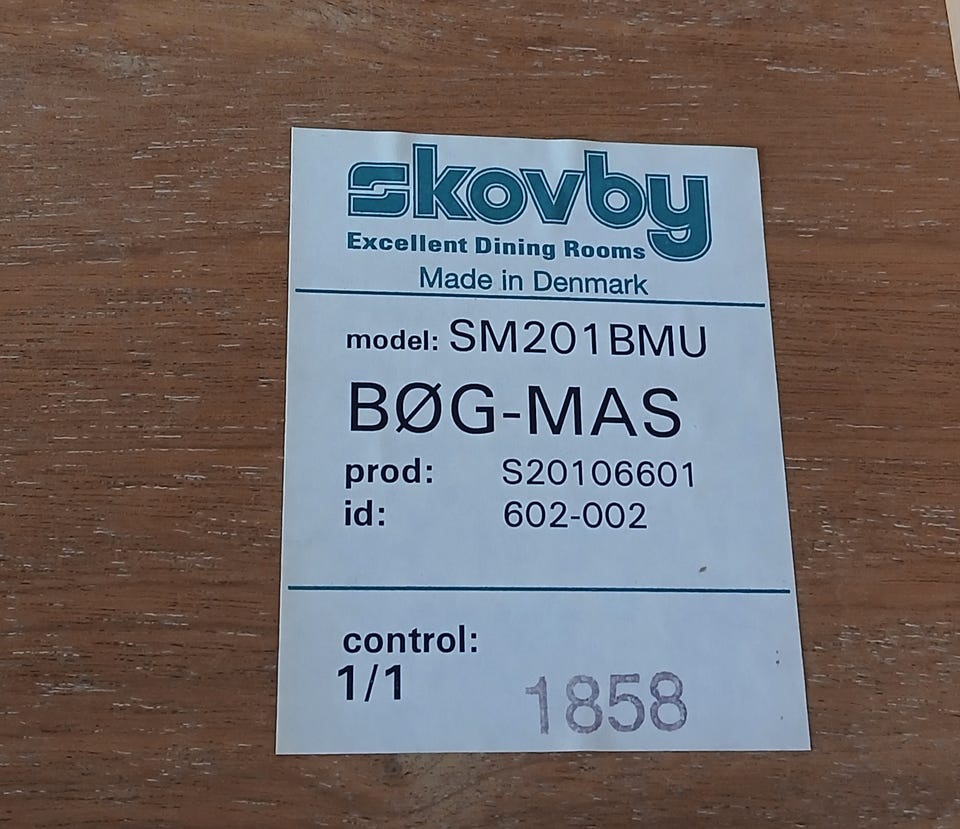 skovby
Excellent Dining Rooms
Made in Denmark
model: SM201BMU
BØG-MAS
prod: S20106601
id: 602-002
control:
1/1
1858